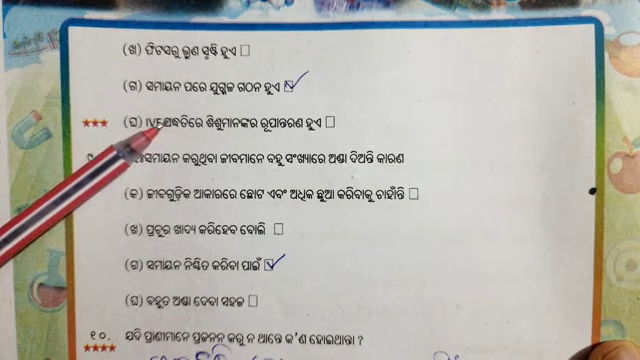 (ଖ) ଫିଟସରୁ ଭ୍ରୁଣ ସୃଷ୍ଟି ହୁଏ
(ଗ) ସମାୟନ ପରେ ଯୁଗ୍ମଜ ଗଠନ ହୁଏ
*** (ଘ) IVF ପଦ୍ଧତିରେ ଶିଶୁମାନଙ୍କର ରୂପାନ୍ତରଣ ହୁଏ
ସମାୟନ କରୁଥିବା ଜୀବମାନେ ବହୁ ସଂଖ୍ୟାରେ ଅଣ୍ଡା ଦିଅନ୍ତି କାରଣ
(କ) ଜୀବଗୁଡ଼ିକ ଆକାରରେ ଛୋଟ ଏବଂ ଅଧିକ ଛୁଆ କରିବାକୁ ଚାହାଁନ୍ତି
(ଖ) ପ୍ରଚୁର ଖାଦ୍ୟ କରିହେବ ବୋଲି
(ଗ) ସମାୟନ ନିଶ୍ଚିତ କରିବା ପାଇଁ
(ଘ) ବହୁତ ଅଣ୍ଡା ଦେବା ସହଜ
୧୦. ଯଦି ପ୍ରାଣୀମାନେ ପ୍ରଜନନ କରୁ ନ ଥାନ୍ତେ କ'ଣ ହୋଇଥାନ୍ତା ?
****